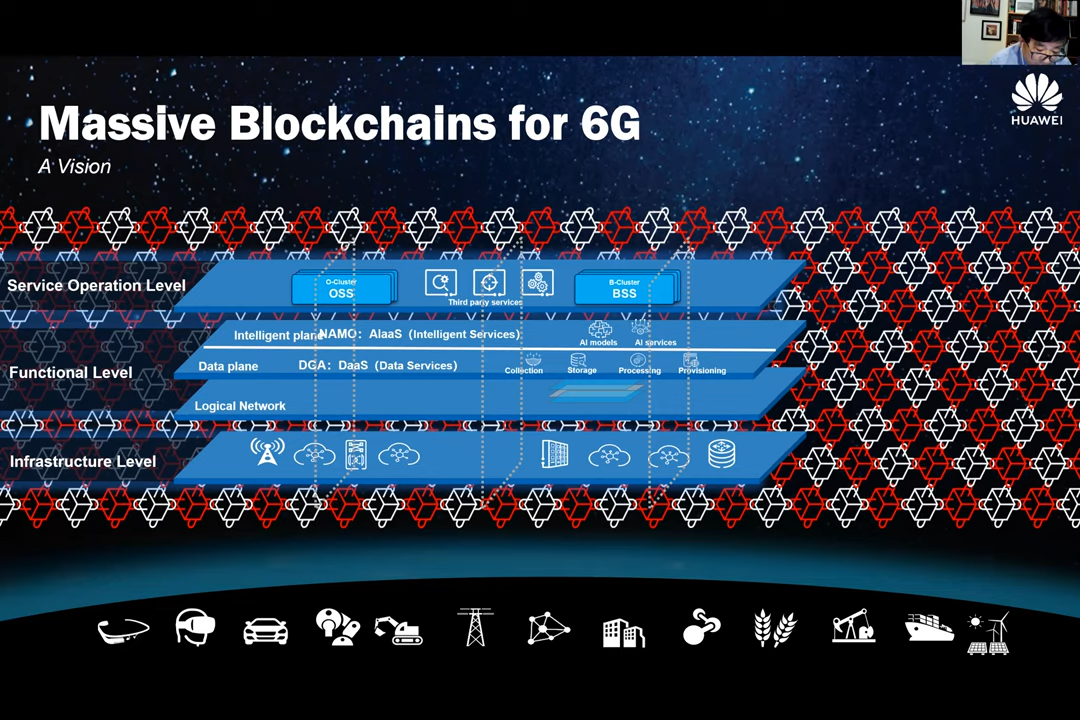 Massive Blockchains for 6G
A Vision
HUAWEI
Service Operation Level
O-Cluster
OSS
Third party services
B-Cluster
BSS
Functional Level
Intelligent plane
NAMO: AIaaS (Intelligent Services)
AI models
AI services
Data plane
DGA: DaaS (Data Services)
Collection
Storage
Processing
Provisioning
Logical Network
Infrastructure Level